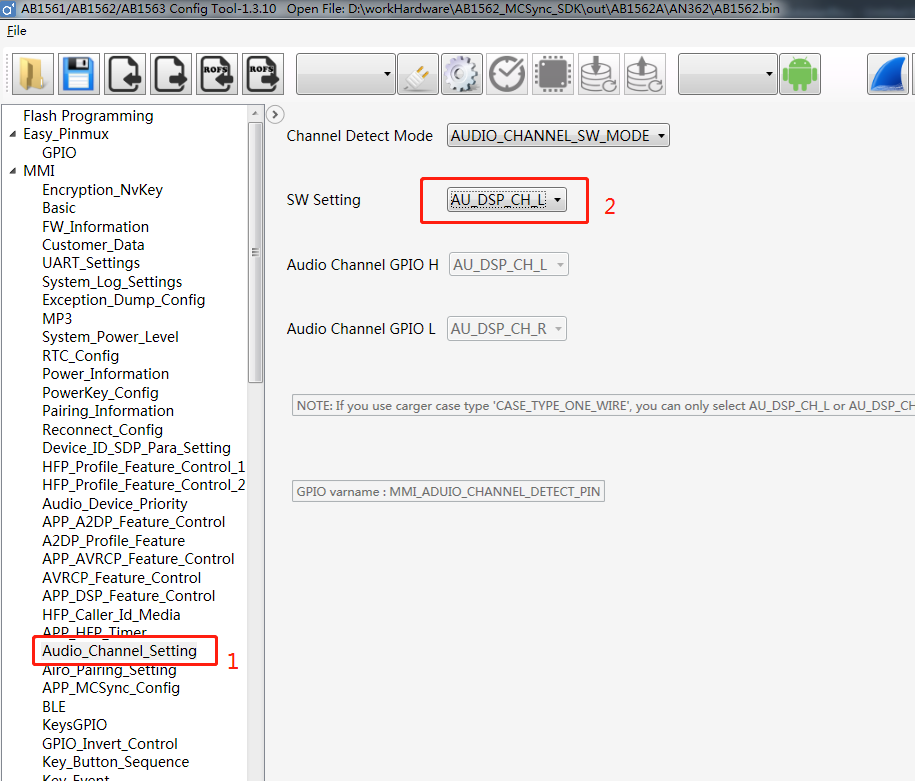 AB1561/AB1562/AB1563 Config Tool-1.3.10 Open File: D:\workHardware\AB1562_MCSync_SDK\out\AB1562A\AN362\AB1562.bin
File
ROFS
ROFS
Flash Programming
Easy_Pinmux
GPIO
MMI
Encryption_NvKey
Basic
FW_Information
Customer_Data
UART_Settings
System_Log_Settings
Exception_Dump_Config
MP3
System_Power_Level
RTC_Config
Power_Information
PowerKey_Config
Pairing_Information
Reconnect_Config
Device_ID_SDP_Para_Setting
HFP_Profile_Feature_Control_1
HFP_Profile_Feature_Control_2
Audio_Device_Priority
APP_A2DP_Feature_Control
A2DP_Profile_Feature
APP_AVRCP_Feature_Control
AVRCP_Feature_Control
APP_DSP_Feature_Control
HFP_Caller_Id_Media
APP_HFP_Timer
Audio_Channel_Setting 1
Airo_Pairing_Setting
APP_MCSync_Config
BLE
KeysGPIO
GPIO_Invert_Control
Key_Button_Sequence
Key_Event
Channel Detect Mode AUDIO_CHANNEL_SW_MODE
SW Setting AU_DSP_CH_L 2
Audio Channel GPIO H AU_DSP_CH_L
Audio Channel GPIO L AU_DSP_CH_R
NOTE: If you use carger case type 'CASE_TYPE_ONE_WIRE', you can only select AU_DSP_CH_L or AU_DSP_CH
GPIO varname : MMI_ADUIO_CHANNEL_DETECT_PIN